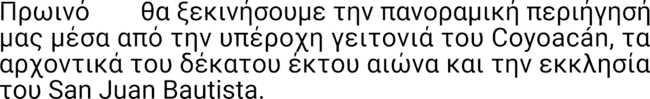 Πρωινό θα ξεκινήσουμε την πανοραμική περιήγησή
μας μέσα από την υπέροχη γειτονιά του Coyoacán, τα
αρχοντικά του δέκατου έκτου αιώνα και την εκκλησία
του San Juan Bautista.